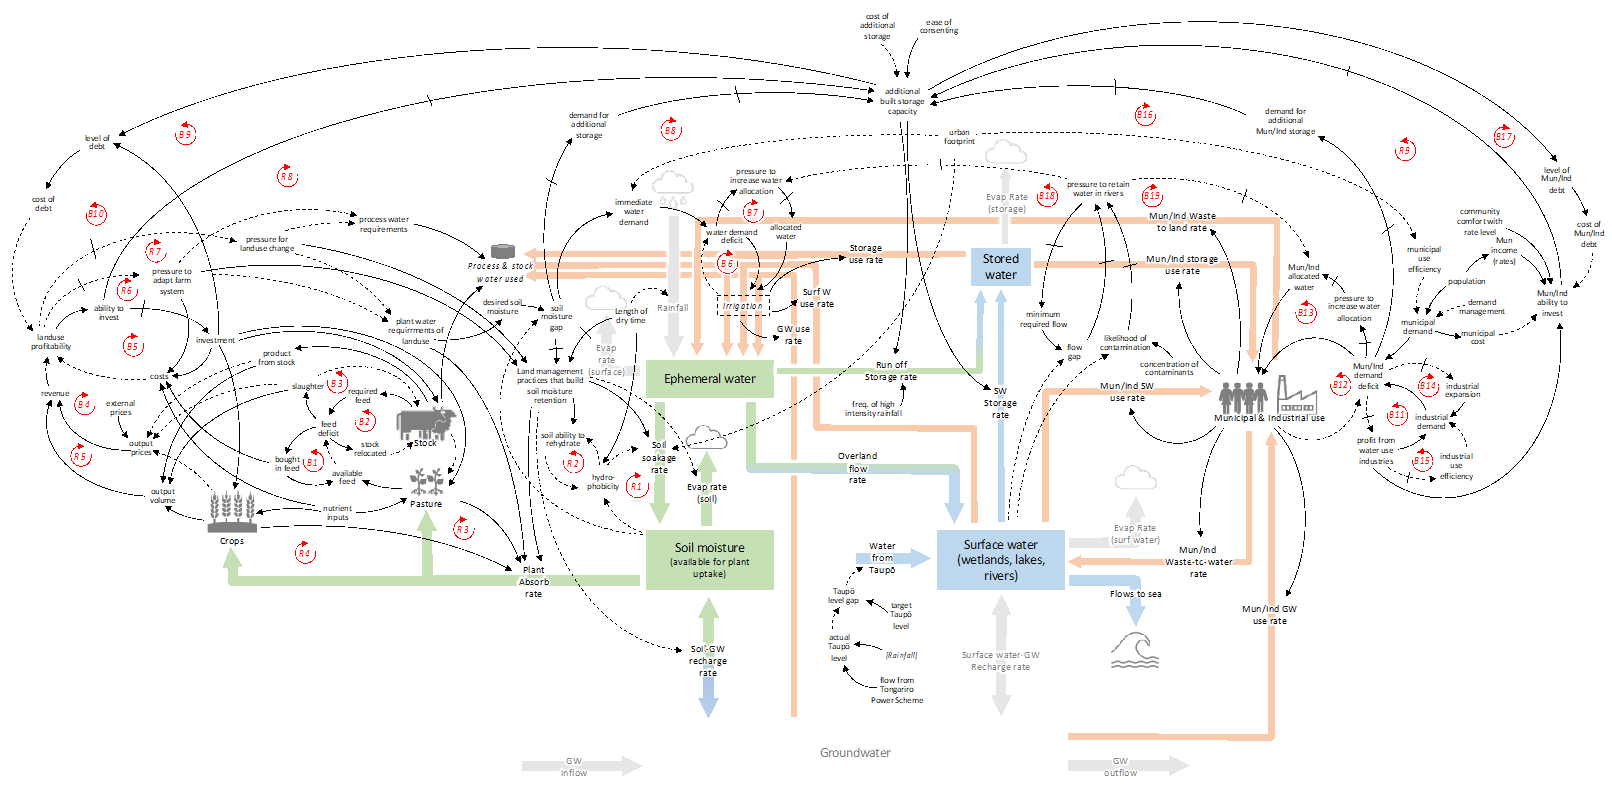 cost of
additional
storage
ease of
consenting
additional
built storage
capacity
demand for
additional
storage
B8
B9
level of
debt
R8
cost of
debt
B10
R7
R6
B5
pressure to
adapt farm
system
ability to
invest
landuse
profitability
investment
costs
revenue
B4
R5
external
prices
output
prices
output
volume
pressure for
landuse change
process water
requirements
Process & stock
water used
plant water
requirments of
landuse
desired soil
moisture
soil
moisture
gap
product
from stock
slaughter
B3
required
feed
B2
feed
deficit
stock
relocated
B1
bought
in feed
available
feed
Stock
Pasture
nutrient
inputs
Crops
R3
R4
Plant
Absorb
rate
immediate
water
demand
urban
footprint
pressure to
increase water
allocation
B7
allocated
water
water demand
deficit
B6
Irrigation
Storage
use rate
Surf W
use rate
GW use
rate
Rainfall
Length of
dry time
Evap
rate
(surface)
Land management
practices that build
soil moisture
retention
soil ability to
rehydrate
R2
hydro-
phobicity
R1
Soil
soakage
rate
Evap rate
(soil)
Ephemeral water
Soil moisture
(available for plant
uptake)
Soil-GW
recharge
rate
Overland
flow
rate
Run off
Storage rate
freq. of high
intensity rainfall
SW
Storage
rate
Evap Rate
(storage)
Stored
water
Surface water
(wetlands, lakes,
rivers)
Water
from
Taupō
Taupō
level gap
target
Taupō
level
actual
Taupō
level
(Rainfall)
flow from
Tongariro
Power Scheme
Surface water-GW
Recharge rate
Evap Rate
(surf water)
Flows to sea
Groundwater
GW
inflow
GW
outflow
B18
pressure to retain
water in rivers
B19
B16
demand for
additional
Mun/Ind storage
R9
B17
level of
Mun/Ind
debt
cost of
Mun/Ind
debt
community
comfort with
rate level
Mun
income
(rates)
Mun/Ind
ability to
invest
municipal
use
efficiency
population
demand
management
municipal
demand
municipal
cost
Mun/Ind Waste
to land rate
Mun/Ind storage
use rate
Mun/Ind
allocated
water
B13
pressure to
increase water
allocation
minimum
required flow
flow
gap
likelihood of
contamination
concentration of
contaminants
Mun/Ind SW
use rate
Municipal & Industrial use
B12
Mun/Ind
demand
deficit
B14
industrial
expansion
B11
industrial
demand
profit from
water use
industries
B15
industrial
use
efficiency
Mun/Ind
Waste-to-water
rate
Mun/Ind GW
use rate